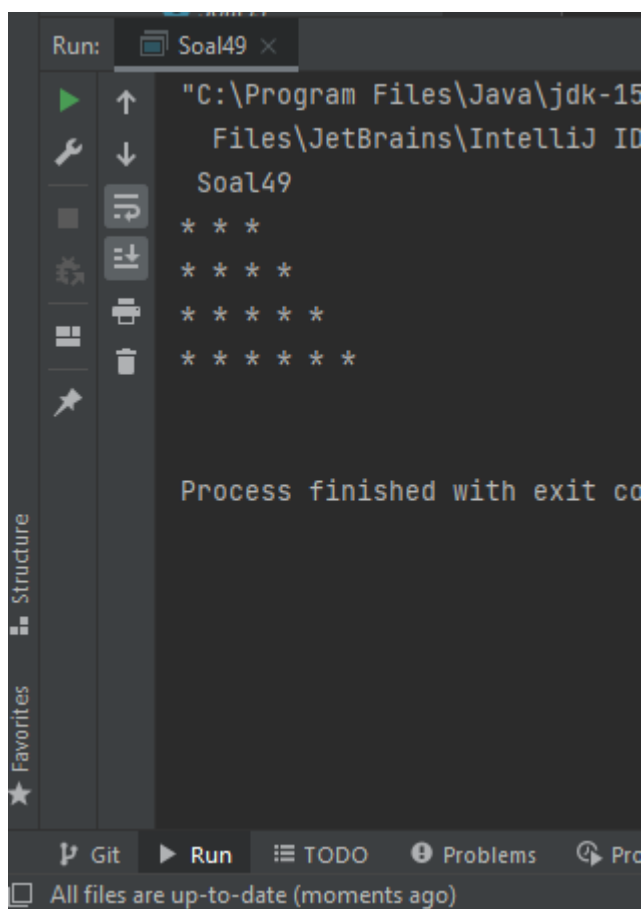 Run: Soal49
"C:\Program Files\Java\jdk-15
Files\JetBrains\IntelliJ ID
Soal49
* * *
* * * *
* * * * *
* * * * * *
Process finished with exit co
Structure
Favorites
Git Run TODO Problems Pro
All files are up-to-date (moments ago)